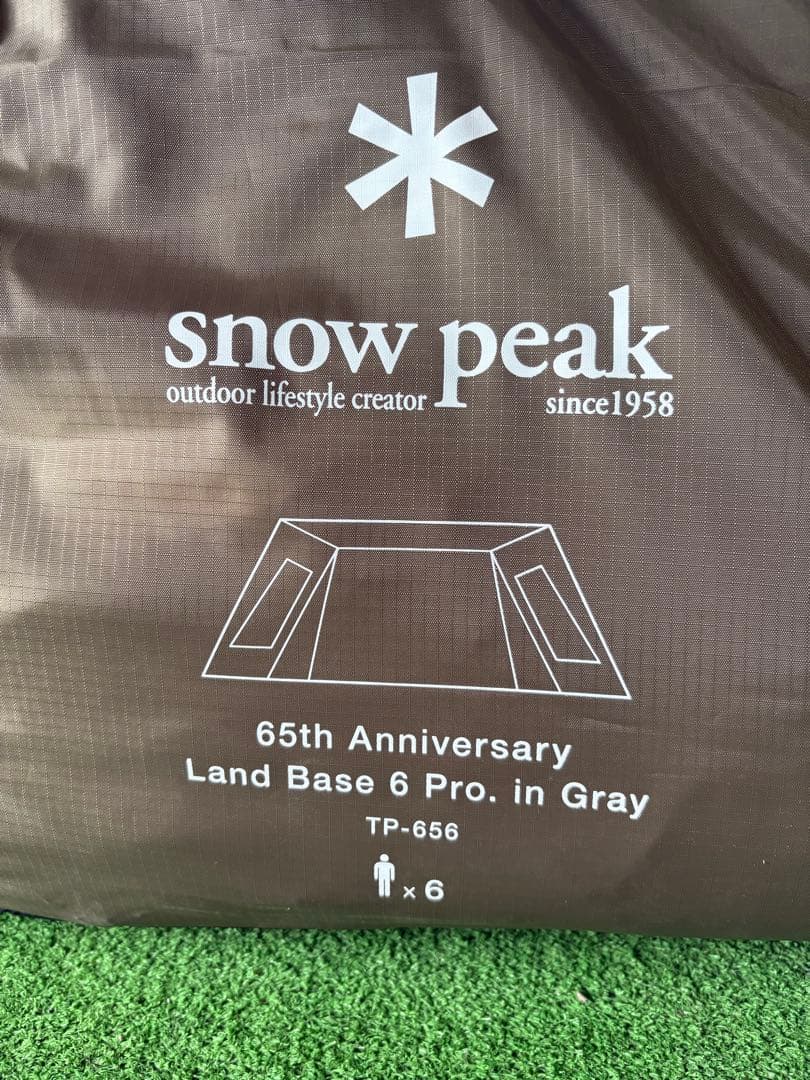 snow peak
outdoor lifestyle creator since1958
65th Anniversary
Land Base 6 Pro. in Gray
TP-656
× 6